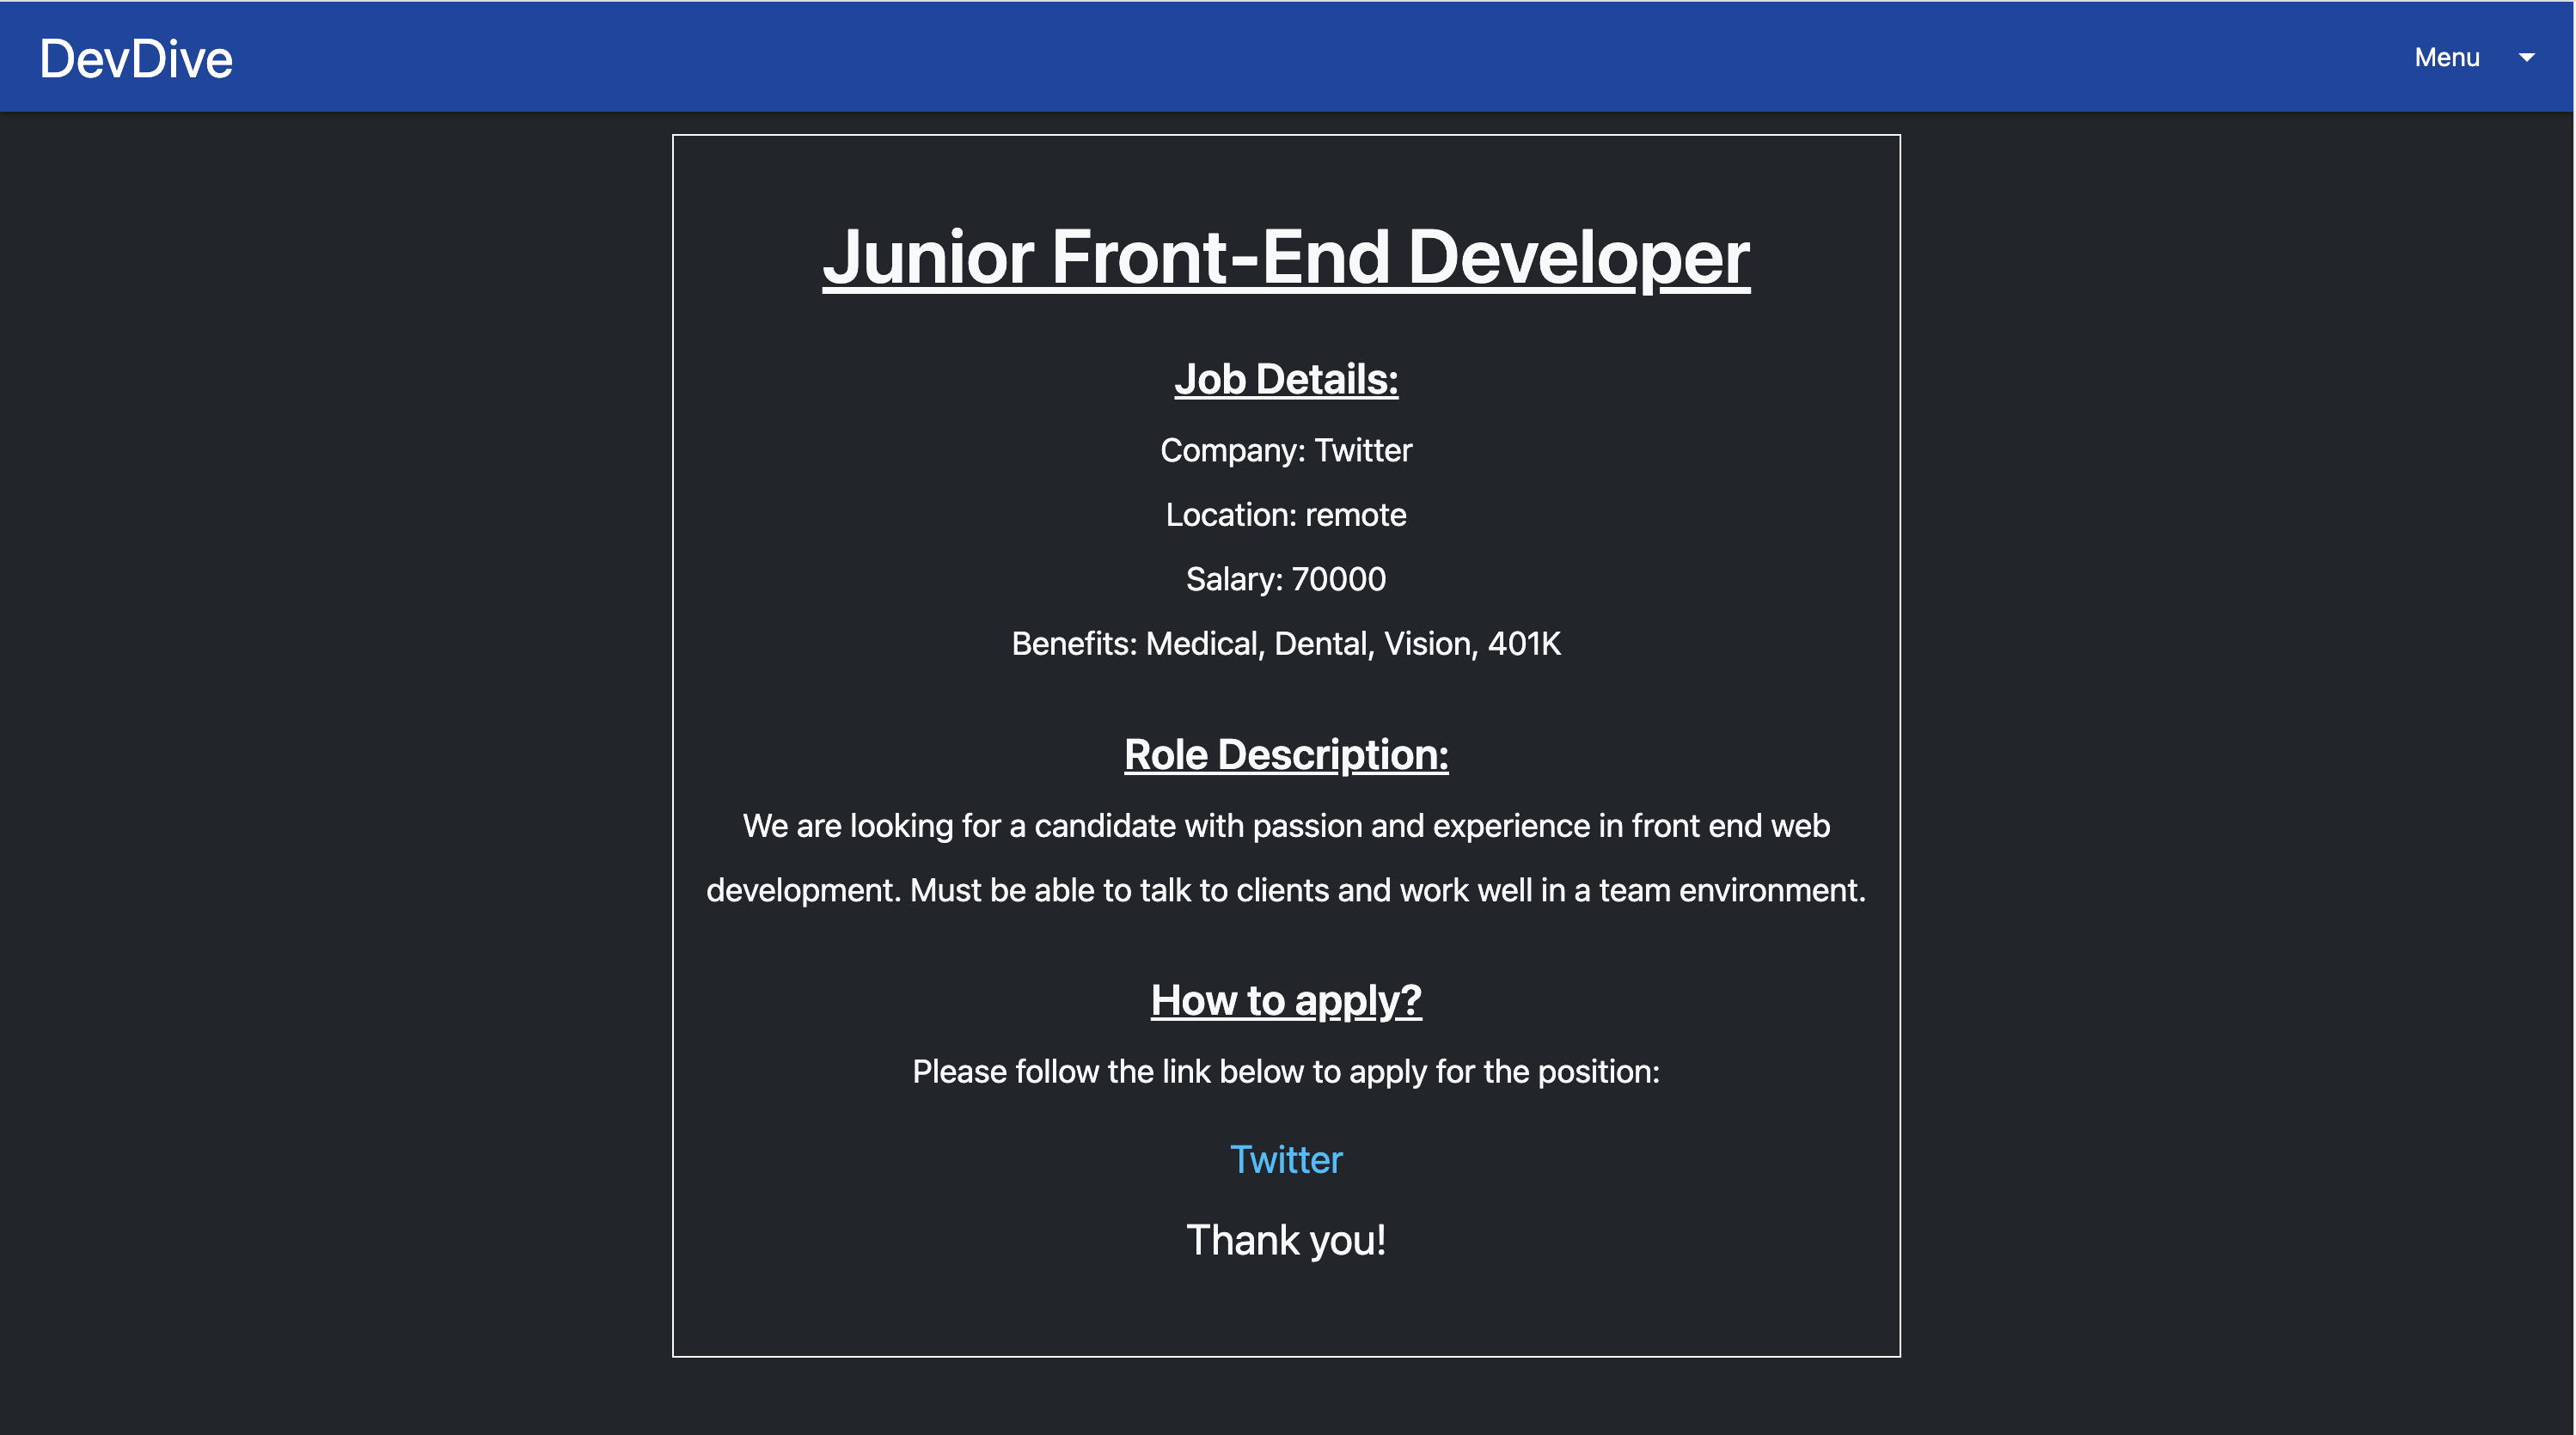 DevDive
Menu
Junior Front-End Developer
Job Details:
Company: Twitter
Location: remote
Salary: 70000
Benefits: Medical, Dental, Vision, 401K
Role Description:
We are looking for a candidate with passion and experience in front end web
development. Must be able to talk to clients and work well in a team environment.
How to apply?
Please follow the link below to apply for the position:
Twitter
Thank you!